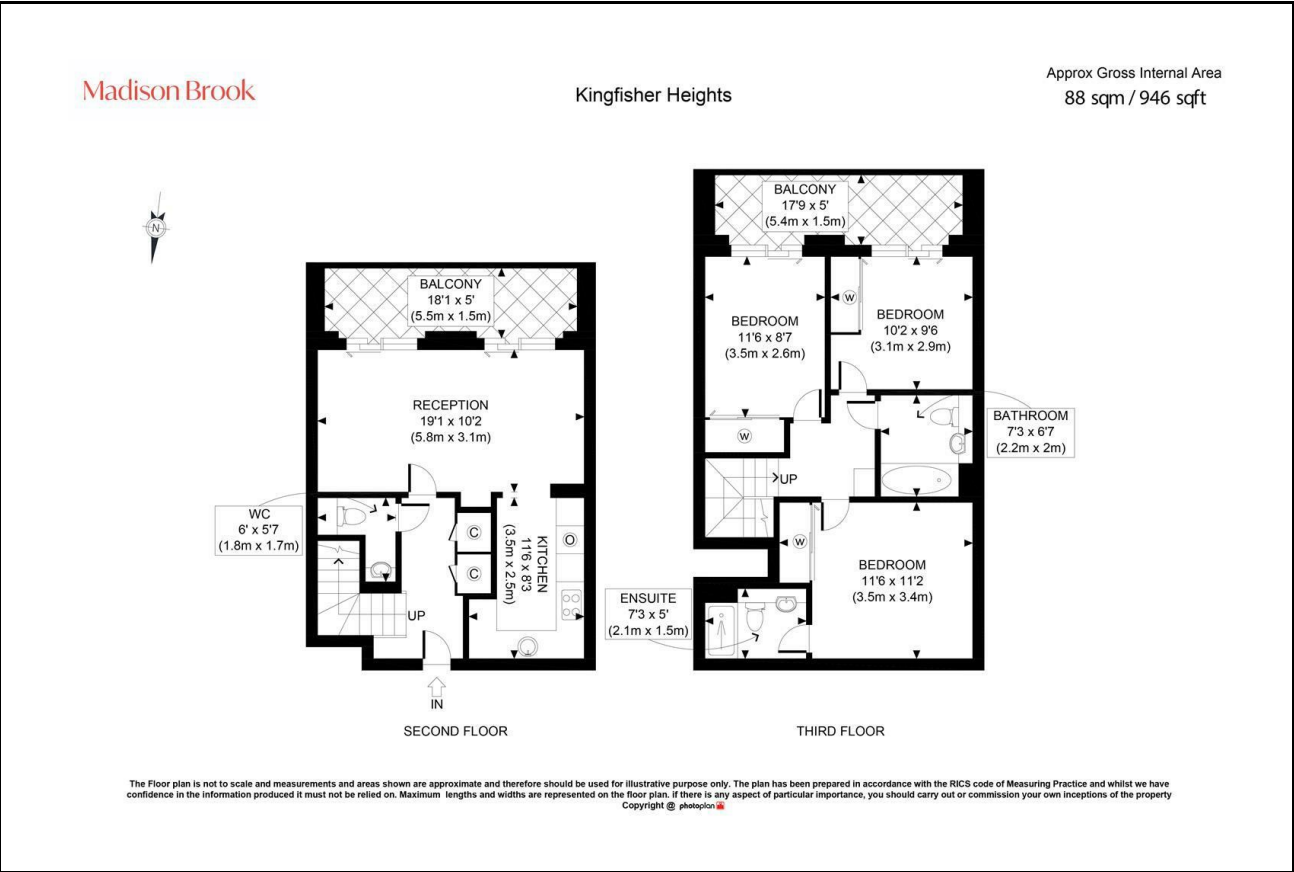 Madison Brook
Kingfisher Heights
Approx Gross Internal Area
88 sqm / 946 sqft
N
BALCONY
18'1 x 5'
(5.5m x 1.5m)
RECEPTION
19'1 x 10'2
(5.8m x 3.1m)
WC
6' x 5'7
(1.8m x 1.7m)
C
C
KITCHEN
11'6 x 8'3
(3.5m x 2.5m)
O
UP
IN
SECOND FLOOR
BALCONY
17'9 x 5'
(5.4m x 1.5m)
BEDROOM
11'6 x 8'7
(3.5m x 2.6m)
W
W
BEDROOM
10'2 x 9'6
(3.1m x 2.9m)
BATHROOM
7'3 x 6'7
(2.2m x 2m)
UP
W
BEDROOM
11'6 x 11'2
(3.5m x 3.4m)
ENSUITE
7'3 x 5'
(2.1m x 1.5m)
THIRD FLOOR
The Floor plan is not to scale and measurements and areas shown are approximate and therefore should be used for illustrative purpose only. The plan has been prepared in accordance with the RICS code of Measuring Practice and whilst we have
confidence in the information produced it must not be relied on. Maximum lengths and widths are represented on the floor plan. if there is any aspect of particular importance, you should carry out or commission your own inceptions of the property
Copyright @ photoplan